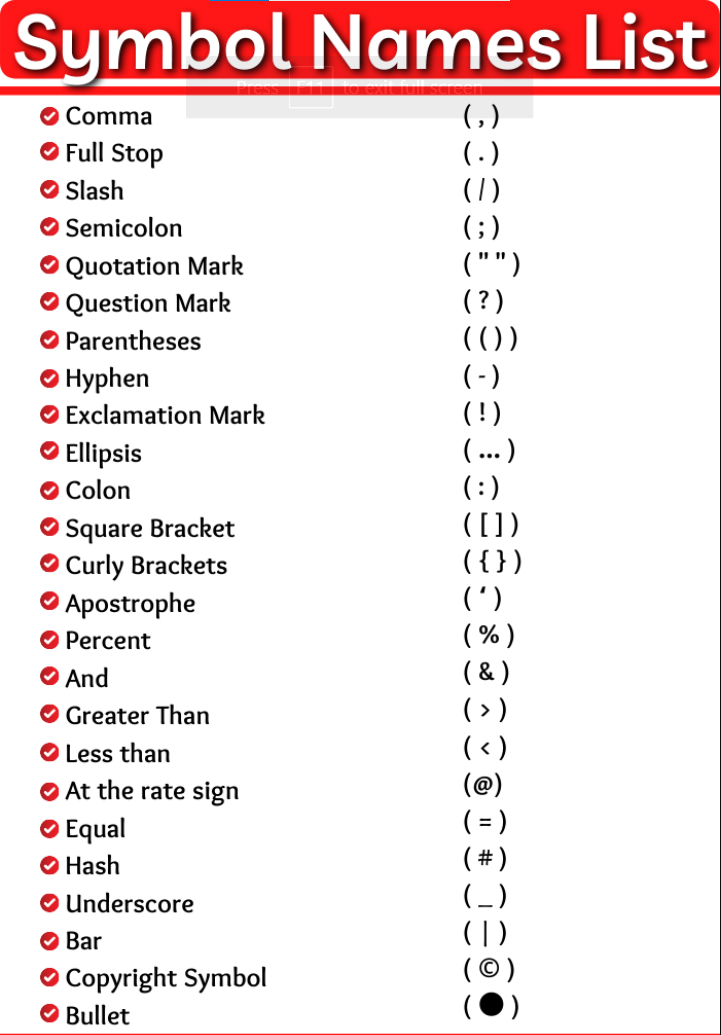 Symbol Names List
Press F11 to exit full screen
Comma ( , )
Full Stop ( . )
Slash ( / )
Semicolon ( ; )
Quotation Mark ( " " )
Question Mark ( ? )
Parentheses ( ( ) )
Hyphen ( - )
Exclamation Mark ( ! )
Ellipsis ( ... )
Colon ( : )
Square Bracket ( [ ] )
Curly Brackets ( { } )
Apostrophe ( ‘ )
Percent ( % )
And ( & )
Greater Than ( > )
Less than ( < )
At the rate sign (@)
Equal ( = )
Hash ( # )
Underscore ( _ )
Bar ( | )
Copyright Symbol ( © )
Bullet ( ● )